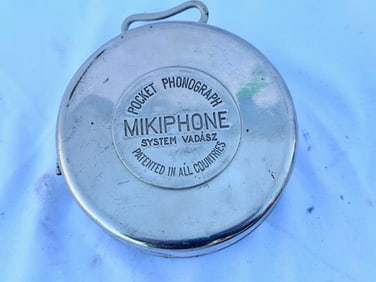 POCKET PHONOGRAPH
MIKIPHONE
SYSTEM VADÁSZ
PATENTED IN ALL COUNTRIES